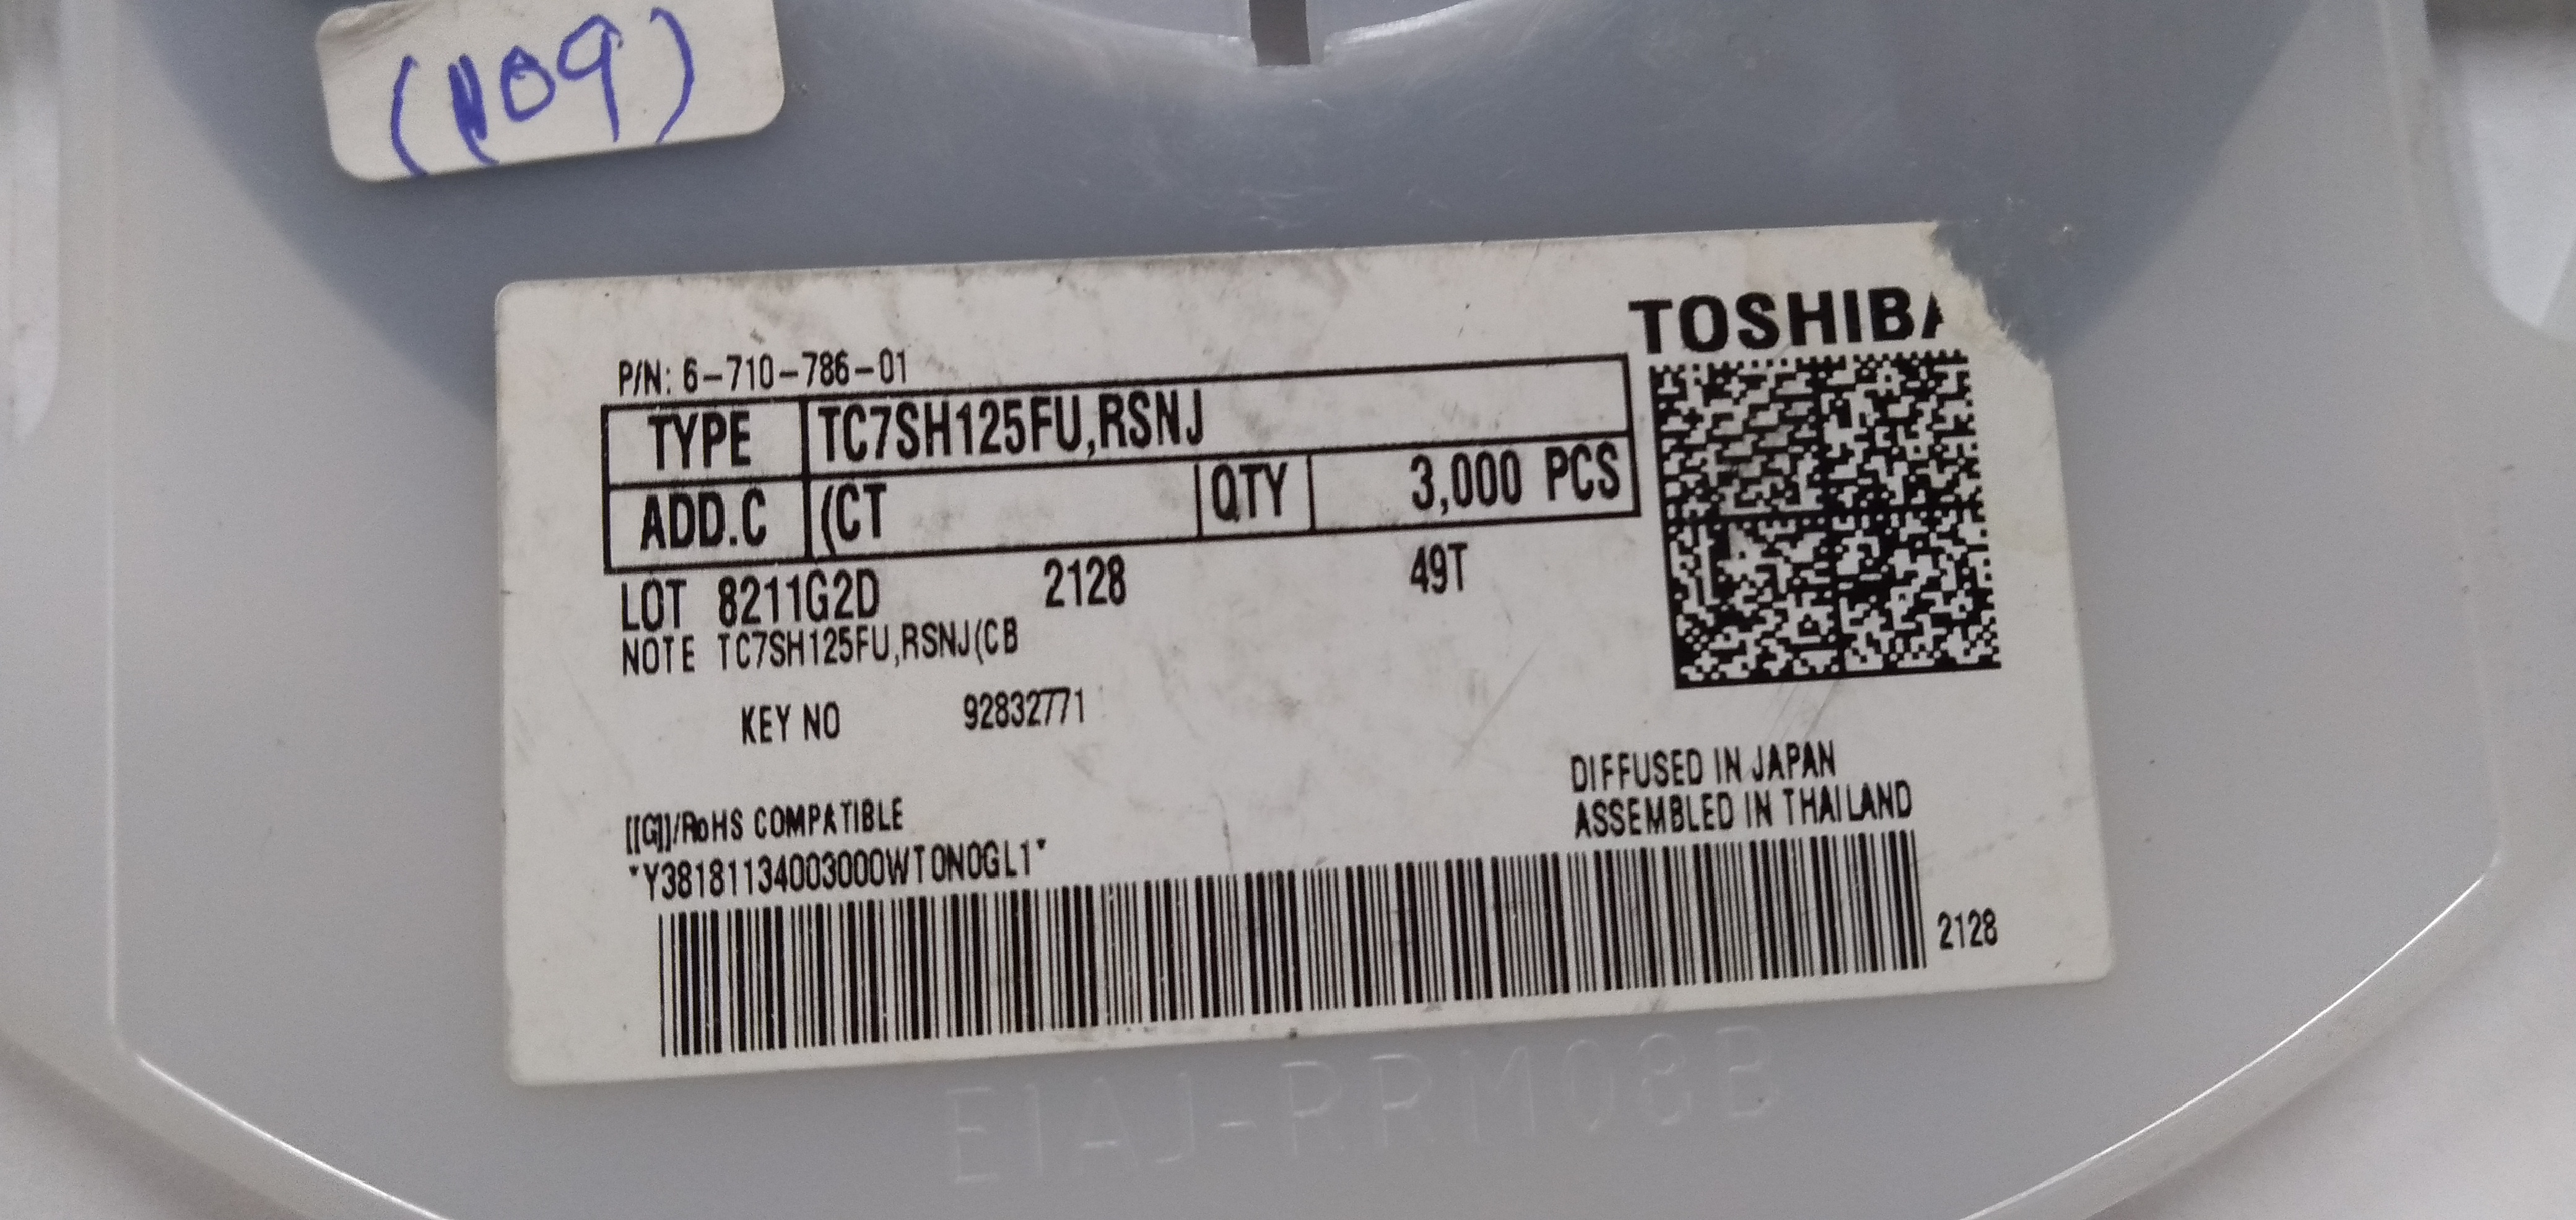 (109)
TOSHIBA
P/N: 6-710-786-01
TYPE TC7SH125FU,RSNJ
ADD.C (CT QTY 3,000 PCS
LOT 8211G2D 2128 49T
NOTE TC7SH125FU,RSNJ(CB
KEY NO 92832771
DIFFUSED IN JAPAN
ASSEMBLED IN THAILAND
[[G]]/RoHS COMPATIBLE
*Y38181134003000WT0N0GL1*
2128
EIAJ-RRM08B